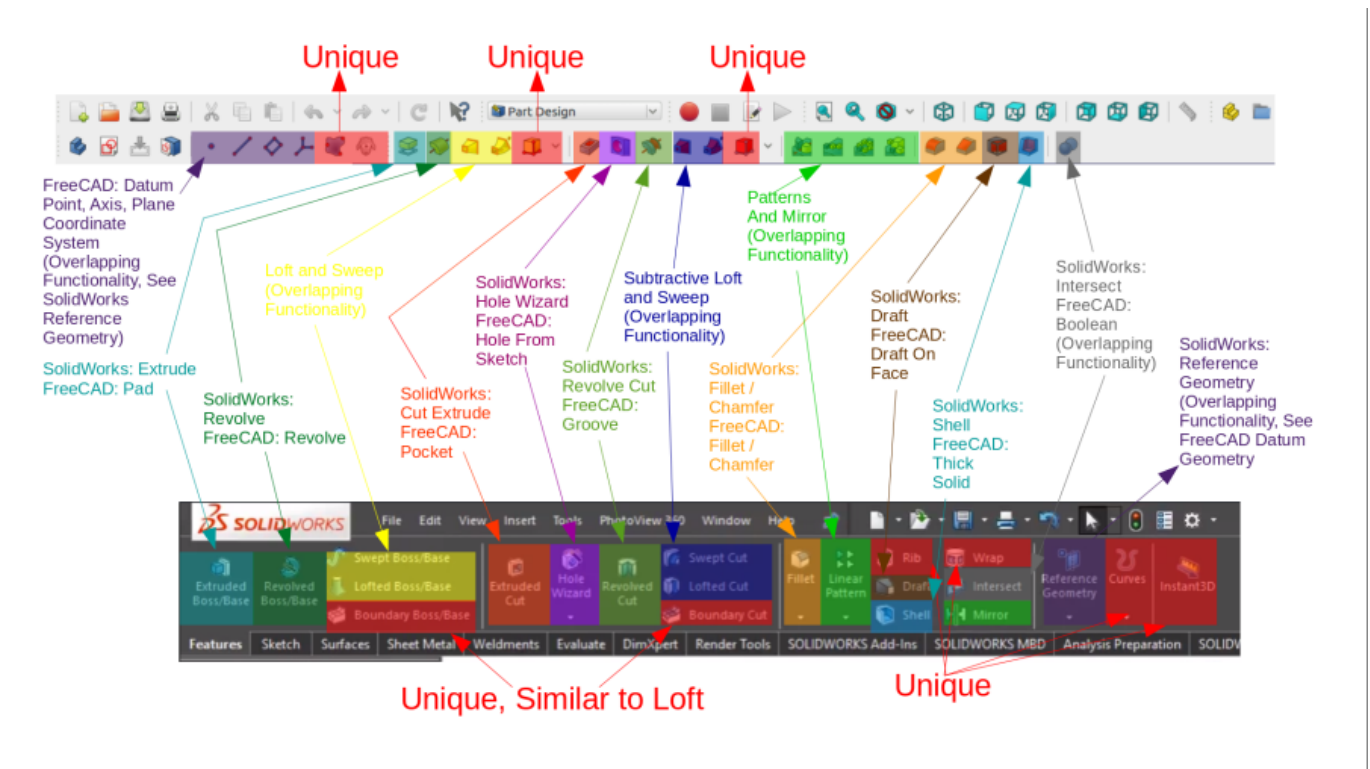 Unique
Unique
Unique
Part Design
FreeCAD: Datum
Point, Axis, Plane
Coordinate
System
(Overlapping
Functionality, See
SolidWorks
Reference
Geometry)
SolidWorks: Extrude
FreeCAD: Pad
SolidWorks:
Revolve
FreeCAD: Revolve
Loft and Sweep
(Overlapping
Functionality)
SolidWorks:
Cut Extrude
FreeCAD:
Pocket
SolidWorks:
Hole Wizard
FreeCAD:
Hole From
Sketch
SolidWorks:
Revolve Cut
FreeCAD:
Groove
Subtractive Loft
and Sweep
(Overlapping
Functionality)
Patterns
And Mirror
(Overlapping
Functionality)
SolidWorks:
Fillet /
Chamfer
FreeCAD:
Fillet /
Chamfer
SolidWorks:
Draft
FreeCAD:
Draft On
Face
SolidWorks:
Shell
FreeCAD:
Thick
Solid
SolidWorks:
Intersect
FreeCAD:
Boolean
(Overlapping
Functionality)
SolidWorks:
Reference
Geometry
(Overlapping
Functionality, See
FreeCAD Datum
Geometry
SOLIDWORKS File Edit View Insert Tools PhotoView 360 Window Help
Extruded
Boss/Base
Revolved
Boss/Base
Swept Boss/Base
Lofted Boss/Base
Boundary Boss/Base
Extruded
Cut
Hole
Wizard
Revolved
Cut
Swept Cut
Lofted Cut
Boundary Cut
Fillet
Linear
Pattern
Rib
Draft
Shell
Wrap
Intersect
Mirror
Reference
Geometry
Curves
Instant3D
Features Sketch Surfaces Sheet Metal Weldments Evaluate DimXpert Render Tools SOLIDWORKS Add-Ins SOLIDWORKS MBD Analysis Preparation
Unique, Similar to Loft
Unique